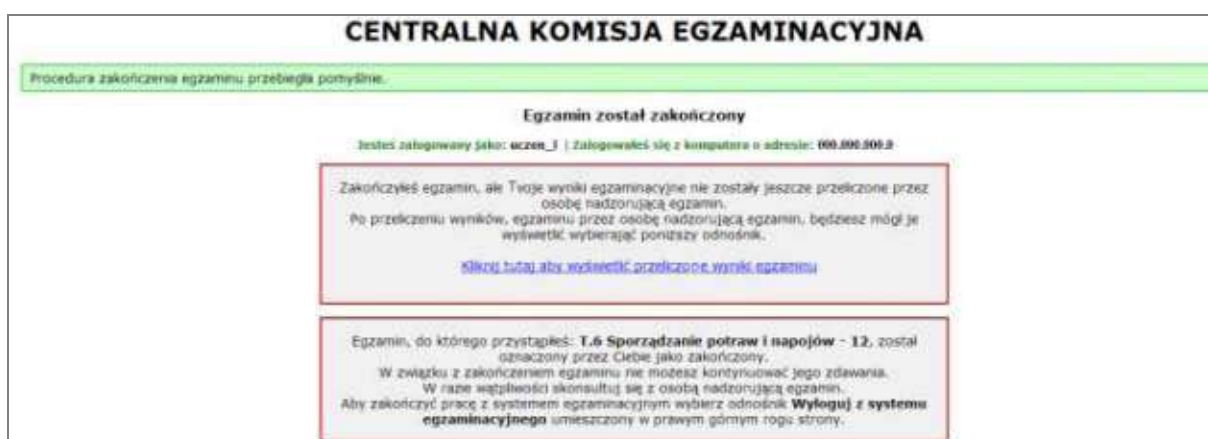 CENTRALNA KOMISJA EGZAMINACYJNA
Procedura zakończenia egzaminu przebiegła pomyślnie.
Egzamin został zakończony
Jesteś zalogowany jako: uczen_1 | Zalogowałeś się z komputera o adresie: 000.000.000.0
Zakończyłeś egzamin, ale Twoje wyniki egzaminacyjne nie zostały jeszcze przeliczone przez
osobę nadzorującą egzamin.
Po przeliczeniu wyników, egzaminu przez osobę nadzorującą egzamin, będziesz mógł je
wyświetlić wybierając poniższy odnośnik.
Kliknij tutaj aby wyświetlić przeliczone wyniki egzaminu
Egzamin, do którego przystąpiłeś: T.6 Sporządzanie potraw i napojów - 12, został
oznaczony przez Ciebie jako zakończony.
W związku z zakończeniem egzaminu nie możesz kontynuować jego zdawania.
W razie wątpliwości skonsultuj się z osobą nadzorującą egzamin.
Aby zakończyć pracę z systemem egzaminacyjnym wybierz odnośnik Wyloguj z systemu
egzaminacyjnego umieszczony w prawym górnym rogu strony.